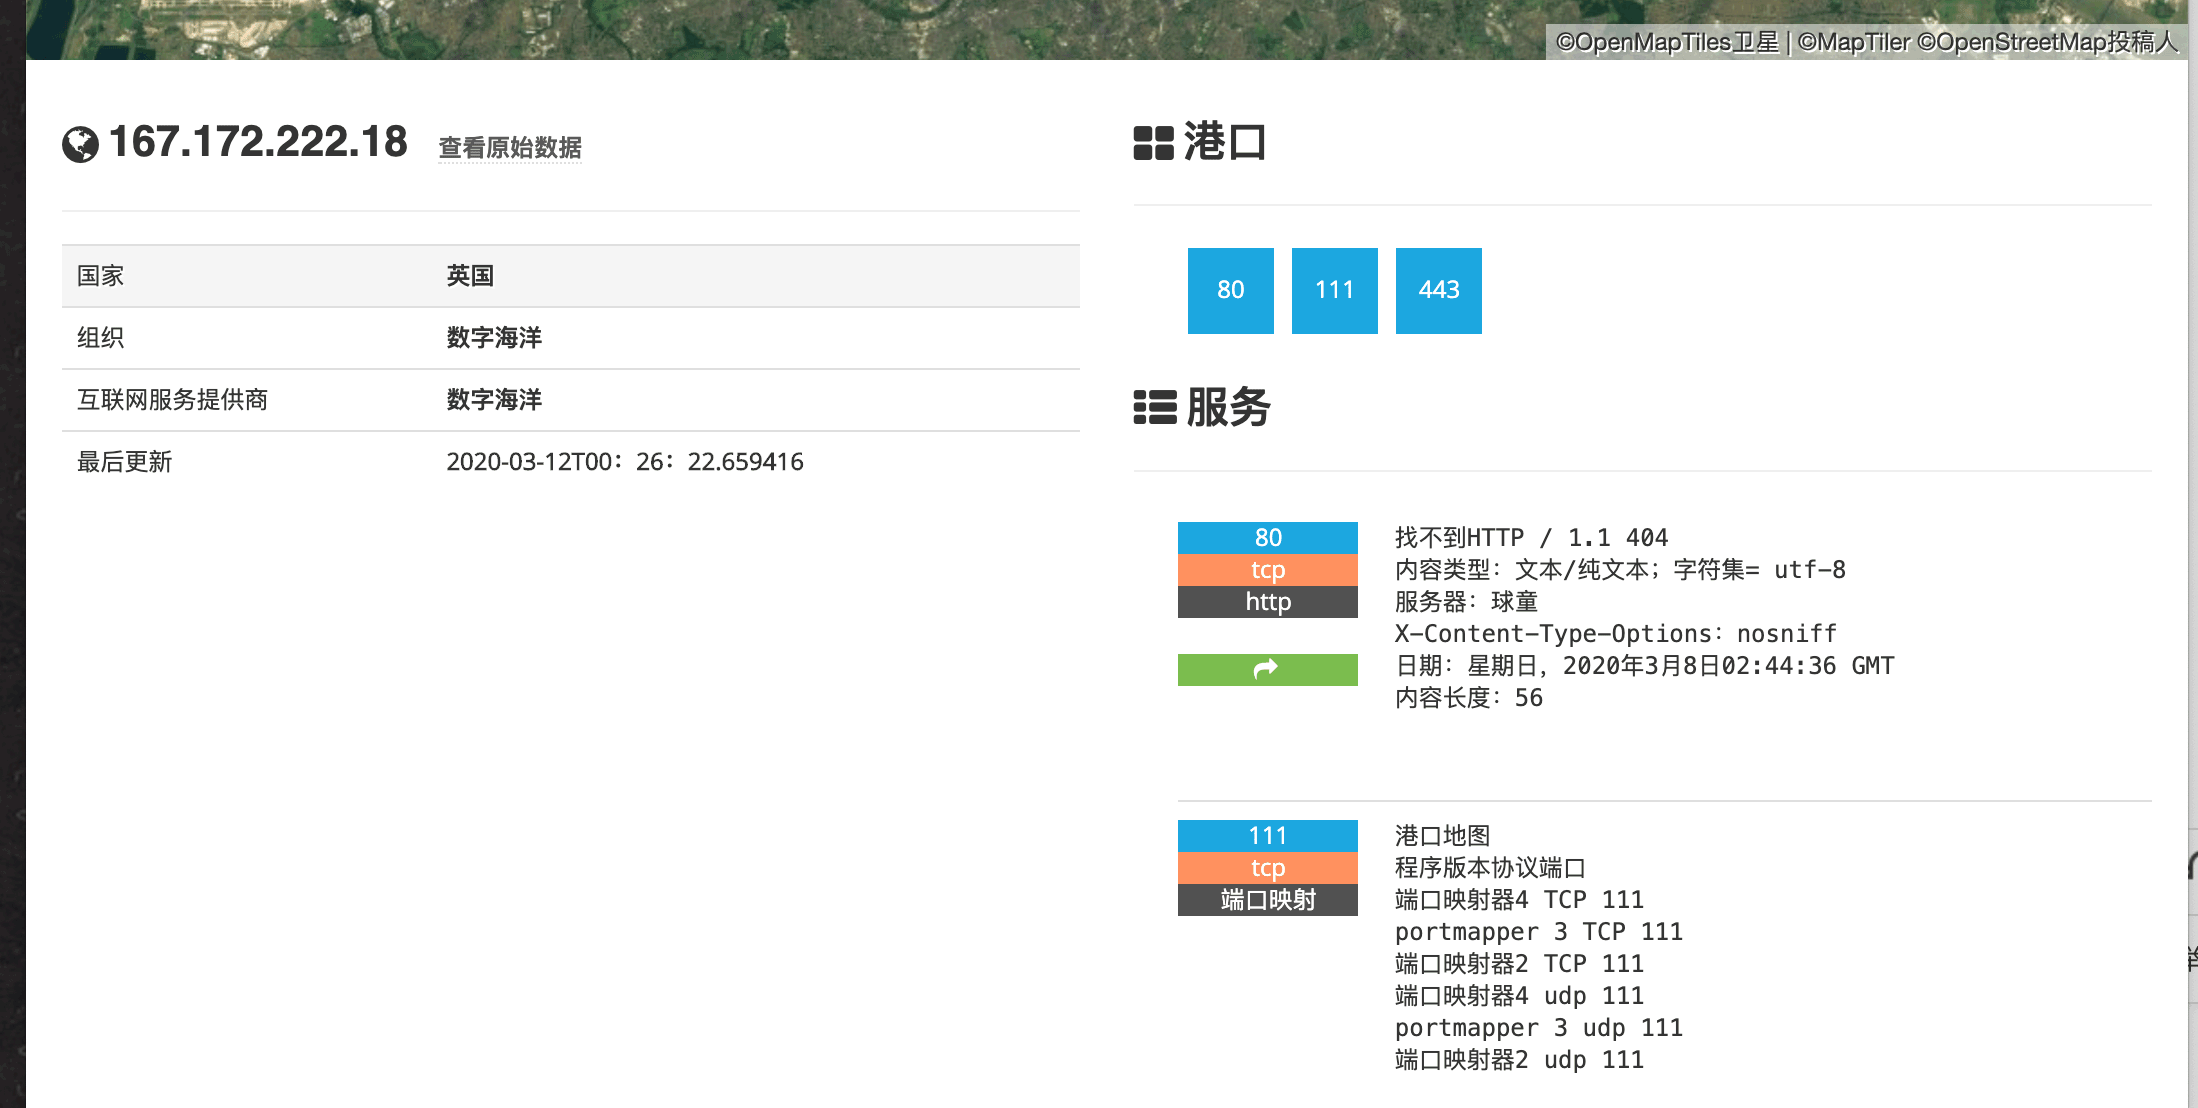 ©OpenMapTiles卫星 | ©MapTiler ©OpenStreetMap投稿人
167.172.222.18 查看原始数据
国家 英国
组织 数字海洋
互联网服务提供商 数字海洋
最后更新 2020-03-12T00：26：22.659416
港口
80 111 443
服务
80
tcp
http
找不到HTTP / 1.1 404
内容类型：文本/纯文本；字符集= utf-8
服务器：球童
X-Content-Type-Options：nosniff
日期：星期日，2020年3月8日02:44:36 GMT
内容长度：56
111
tcp
端口映射
港口地图
程序版本协议端口
端口映射器4 TCP 111
portmapper 3 TCP 111
端口映射器2 TCP 111
端口映射器4 udp 111
portmapper 3 udp 111
端口映射器2 udp 111